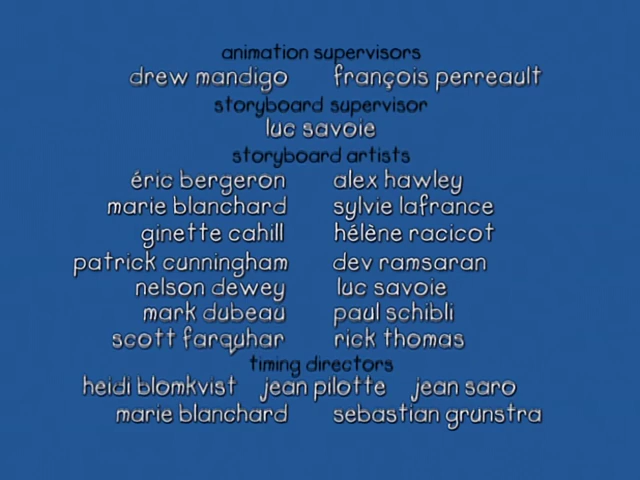 animation supervisors
drew mandigo françois perreault
storyboard supervisor
luc savoie
storyboard artists
éric bergeron alex hawley
marie blanchard sylvie lafrance
ginette cahill hélène racicot
patrick cunningham dev ramsaran
nelson dewey luc savoie
mark dubeau paul schibli
scott farquhar rick thomas
timing directors
heidi blomkvist jean pilotte jean saro
marie blanchard sebastian grunstra